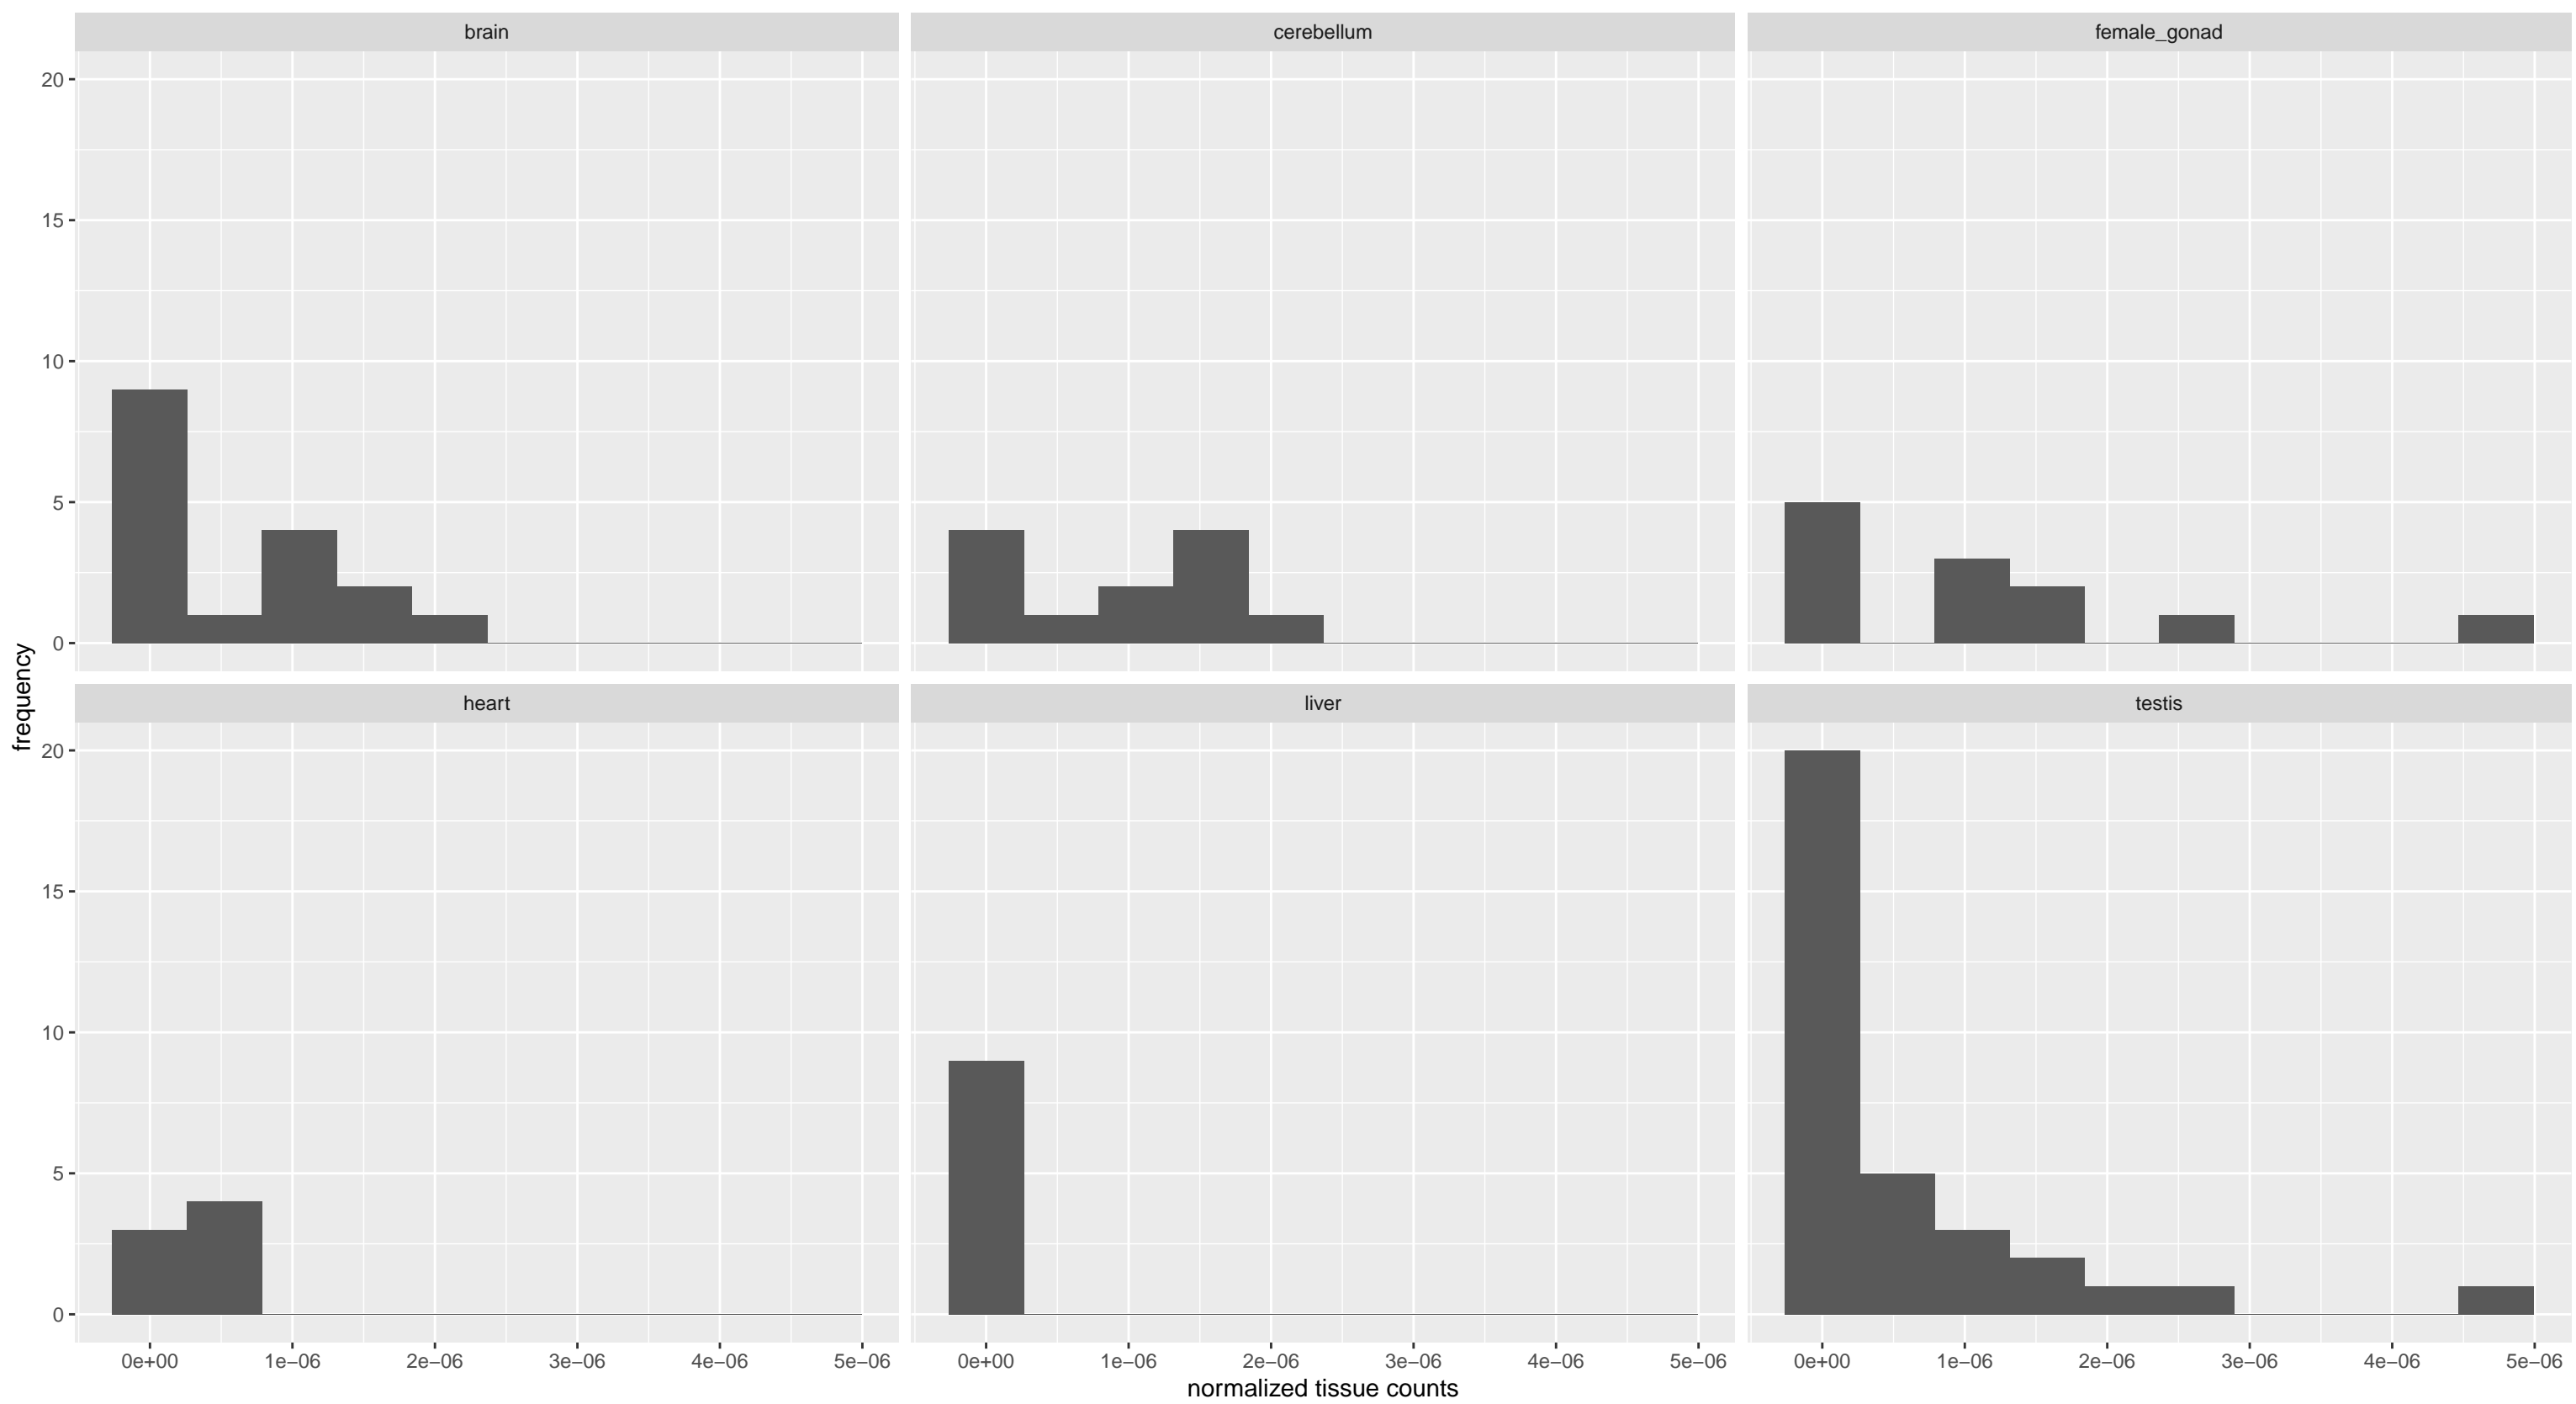 brain cerebellum female_gonad
20
15
10
5
0
frequency
heart liver testis
20
15
10
5
0
0e+00 1e−06 2e−06 3e−06 4e−06 5e−06 0e+00 1e−06 2e−06 3e−06 4e−06 5e−06 0e+00 1e−06 2e−06 3e−06 4e−06 5e−06
normalized tissue counts